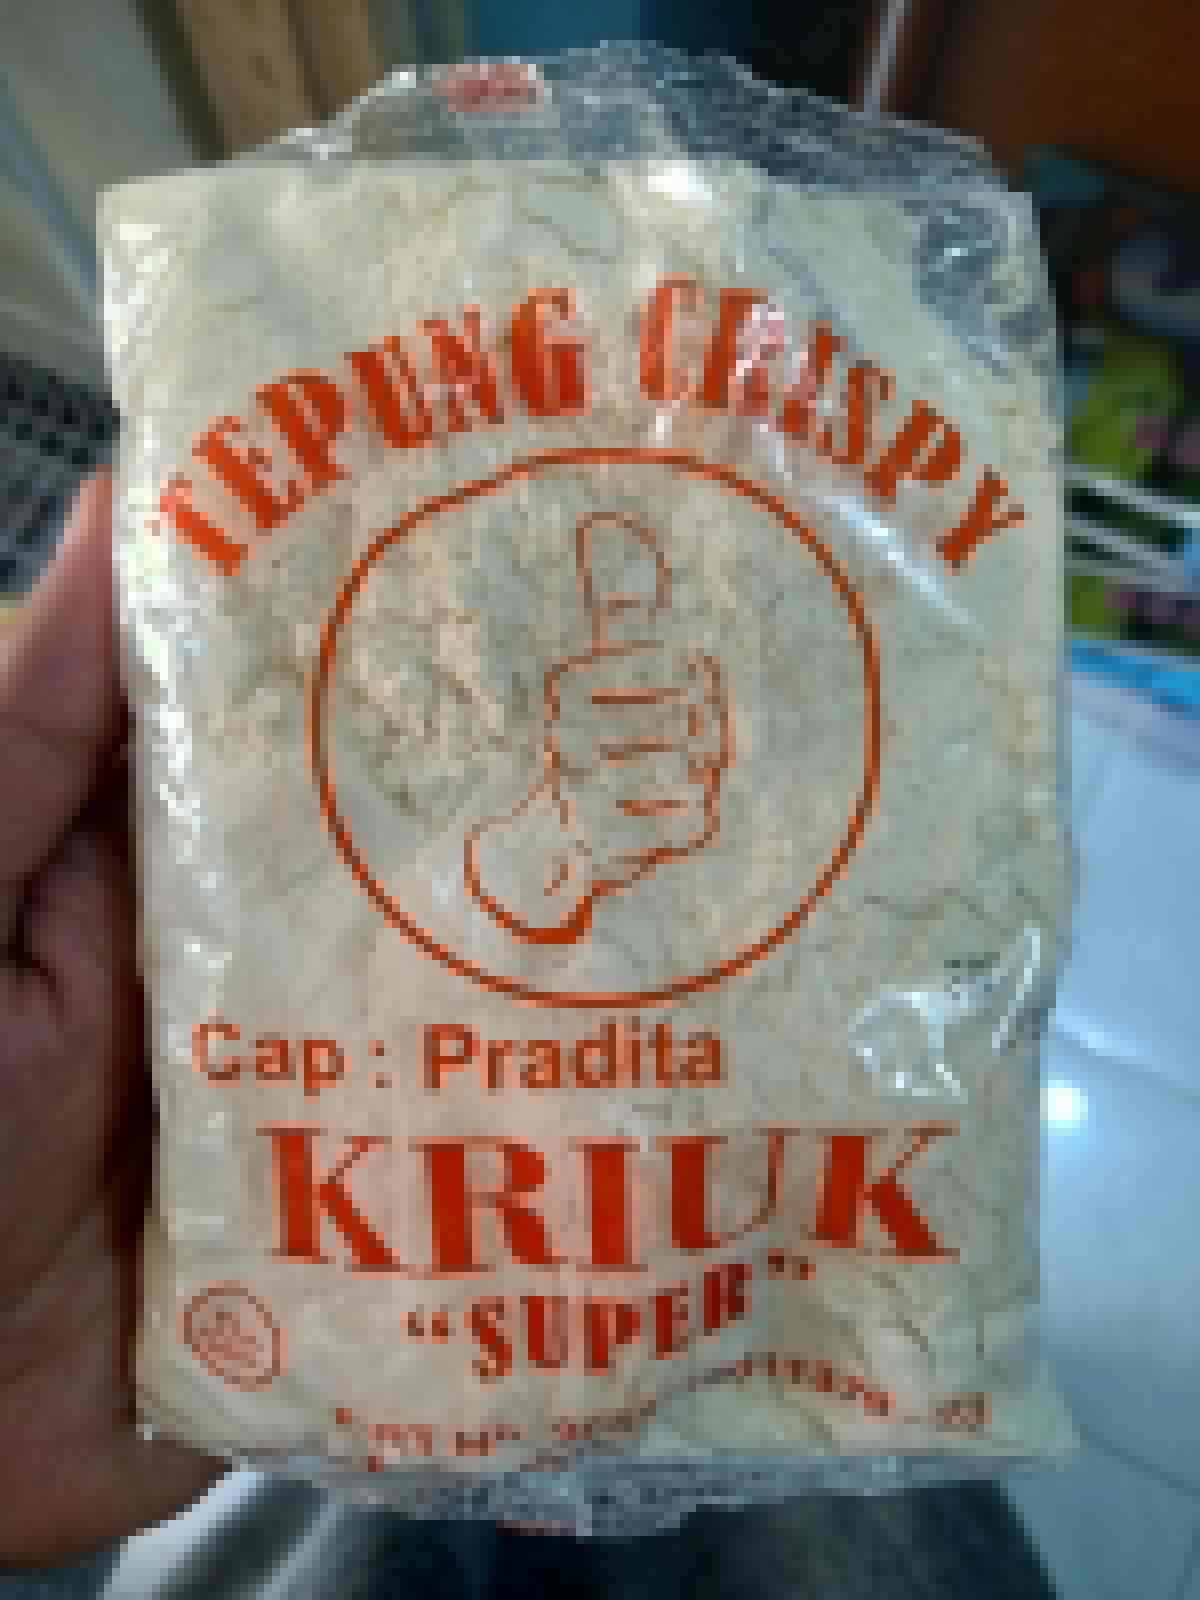 TEPUNG CRISPY
Cap : Pradita
KRIUK
"SUPER"